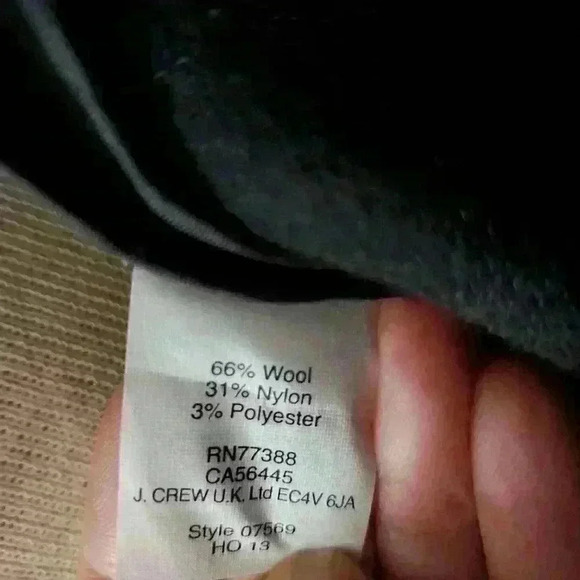 66% Wool
31% Nylon
3% Polyester
RN77388
CA56445
J. CREW U.K. Ltd EC4V 6JA
Style 07569
HO 13